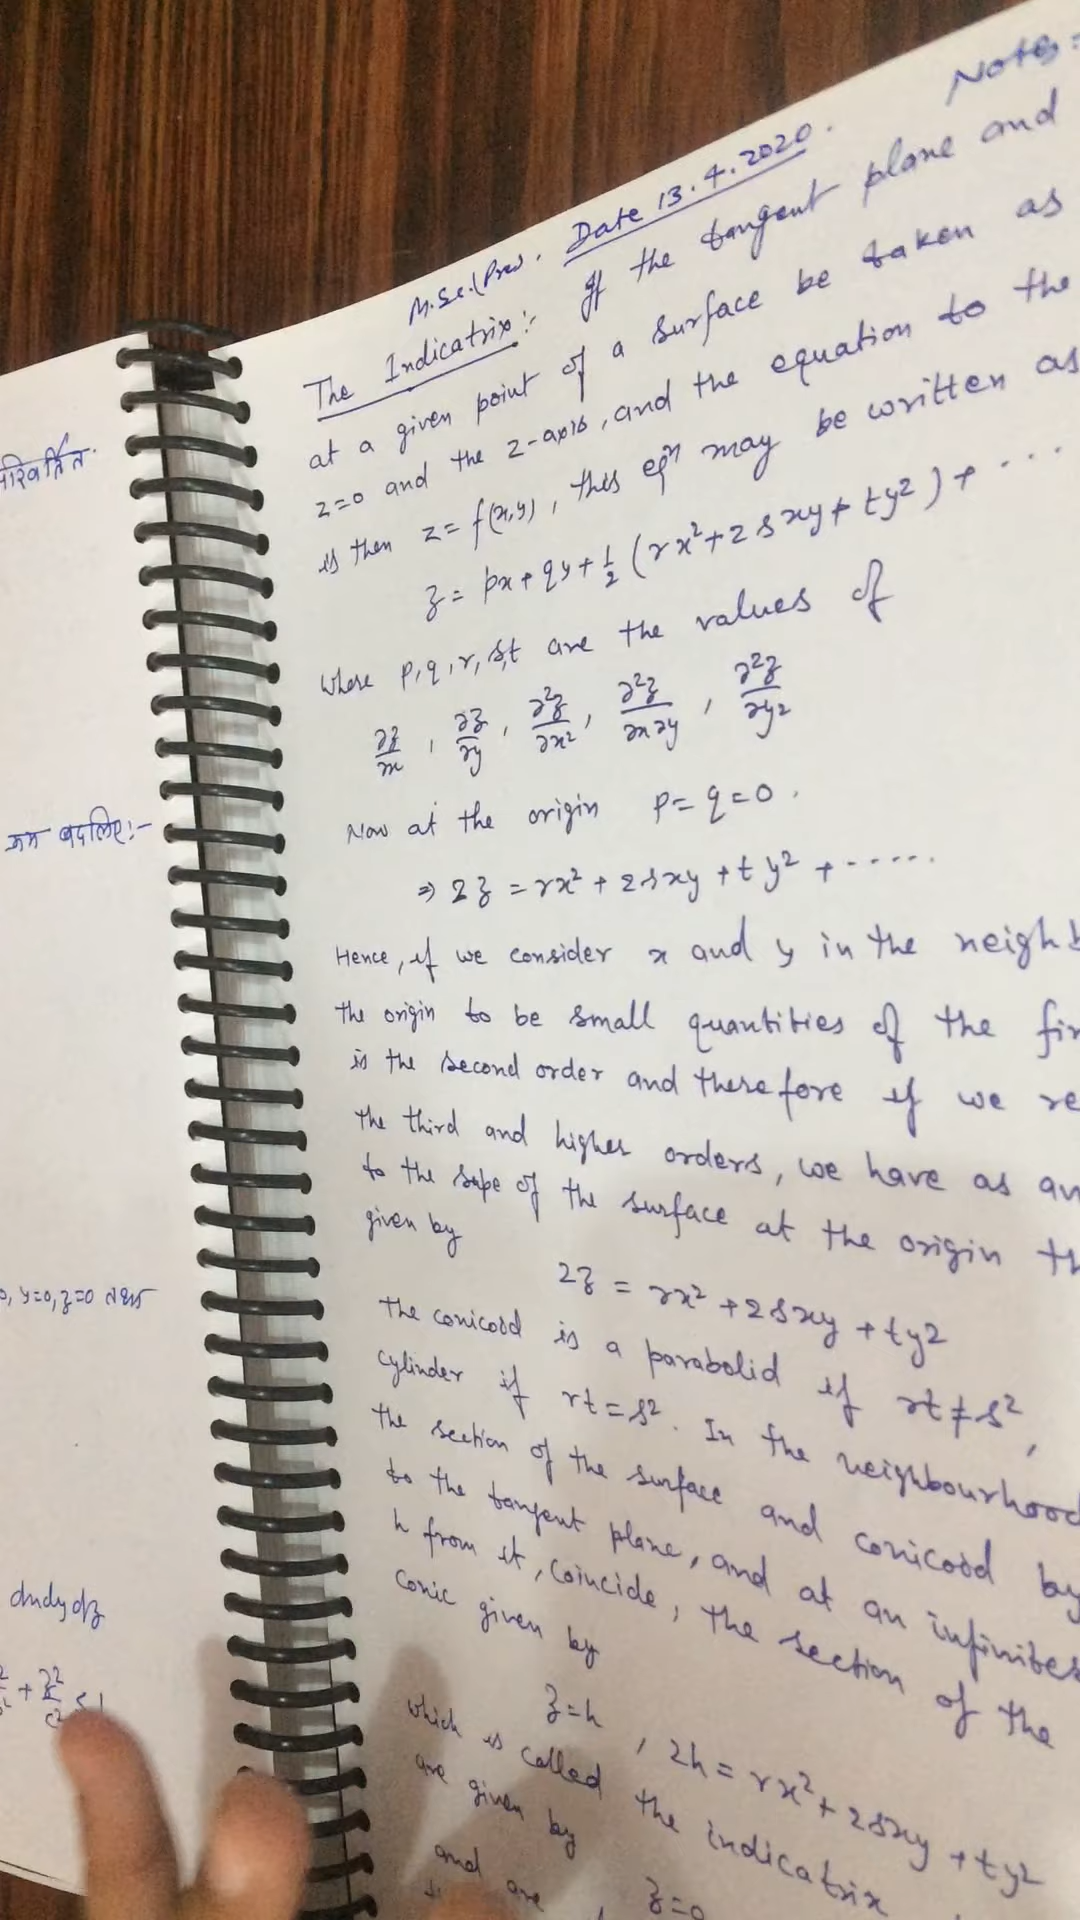 परिवर्तित.
क्रम बदलिए:-
y=0, z=0 तथा
dxdydz
Notes
M.Sc.(Prev. Date 13.4.2020.
The Indicatrix:- If the tangent plane and
at a given point of a surface be taken as
z=0 and the z-axis, and the equation to the
is then z=f(x,y), this eqⁿ may be written as
z = px+qy+½(rx²+2sxy+ty²)+...
where p,q,r,s,t are the values of
∂z/∂x, ∂z/∂y, ∂²z/∂x², ∂²z/∂x∂y, ∂²z/∂y²
Now at the origin p=q=0.
⇒ 2z = rx²+2sxy+ty²+.....
Hence, if we consider x and y in the neighb
the origin to be small quantities of the fir
is the second order and therefore if we re
the third and higher orders, we have as an
to the sape of the surface at the origin th
given by
2z = rx²+2sxy+ty²
The conicoid is a parabolid if rt≠s²,
cylinder if rt=s². In the neighbourhood
the section of the surface and conicoid by
to the tangent plane, and at an infinites
h from it, coincide, the section of the
conic given by
z=h, 2h=rx²+2sxy+ty²
which is called the indicatrix
are given by
and are z=0